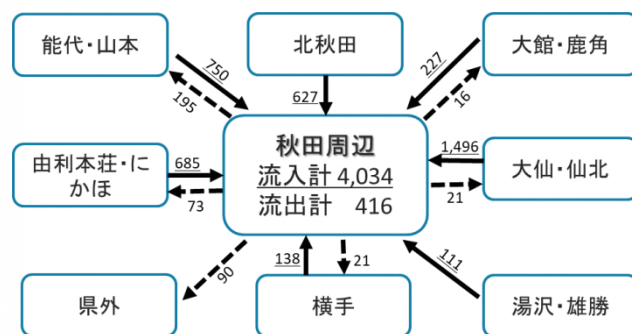 能代・山本
北秋田
大館・鹿角
750
195
627
227
16
秋田周辺
流入計 4,034
流出計 416
由利本荘・に
かほ
685
73
1,496
21
大仙・仙北
90
138
21
111
県外
横手
湯沢・雄勝